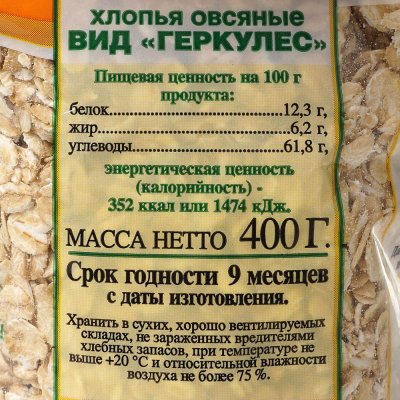 ХЛОПЬЯ ОВСЯНЫЕ
ВИД «ГЕРКУЛЕС»
Пищевая ценность на 100 г
продукта:
белок.................................12,3 г,
жир......................................6,2 г,
углеводы............................61,8 г,
энергетическая ценность
(калорийность) -
352 ккал или 1474 кДж.
МАССА НЕТТО 400 Г.
Срок годности 9 месяцев
с даты изготовления.
Хранить в сухих, хорошо вентилируемых
складах, не зараженных вредителями
хлебных запасов, при температуре не
выше +20 °С и относительной влажности
воздуха не более 75 %.